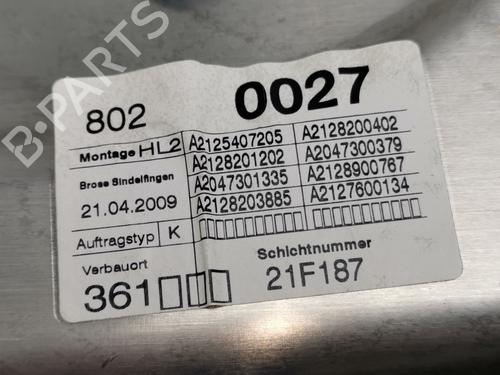 B-PARTS
802 0027
Montage HL2 A2125407205 A2128200402
Brose Sindelfingen A2128201202 A2047300379
21.04.2009 A2047301335 A2128900767
Auftragstyp K A2128203885 A2127600134
Verbauort Schichtnummer
361 21F187